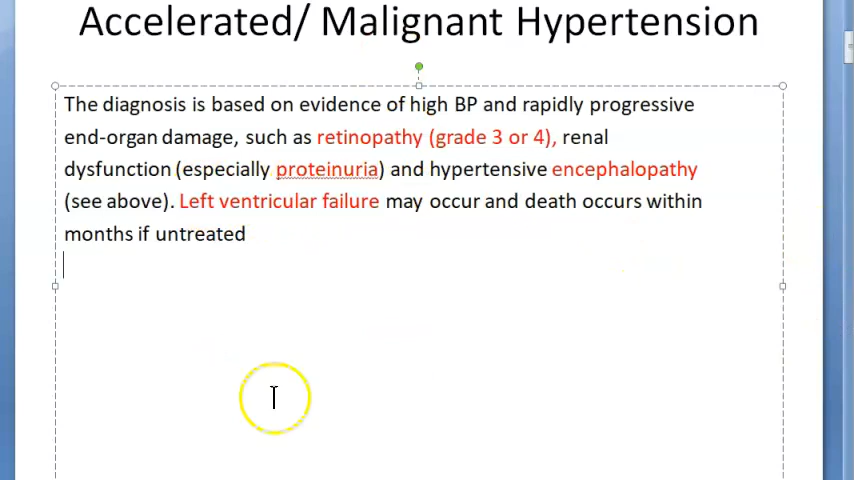 Accelerated/ Malignant Hypertension
The diagnosis is based on evidence of high BP and rapidly progressive
end-organ damage, such as retinopathy (grade 3 or 4), renal
dysfunction (especially proteinuria) and hypertensive encephalopathy
(see above). Left ventricular failure may occur and death occurs within
months if untreated